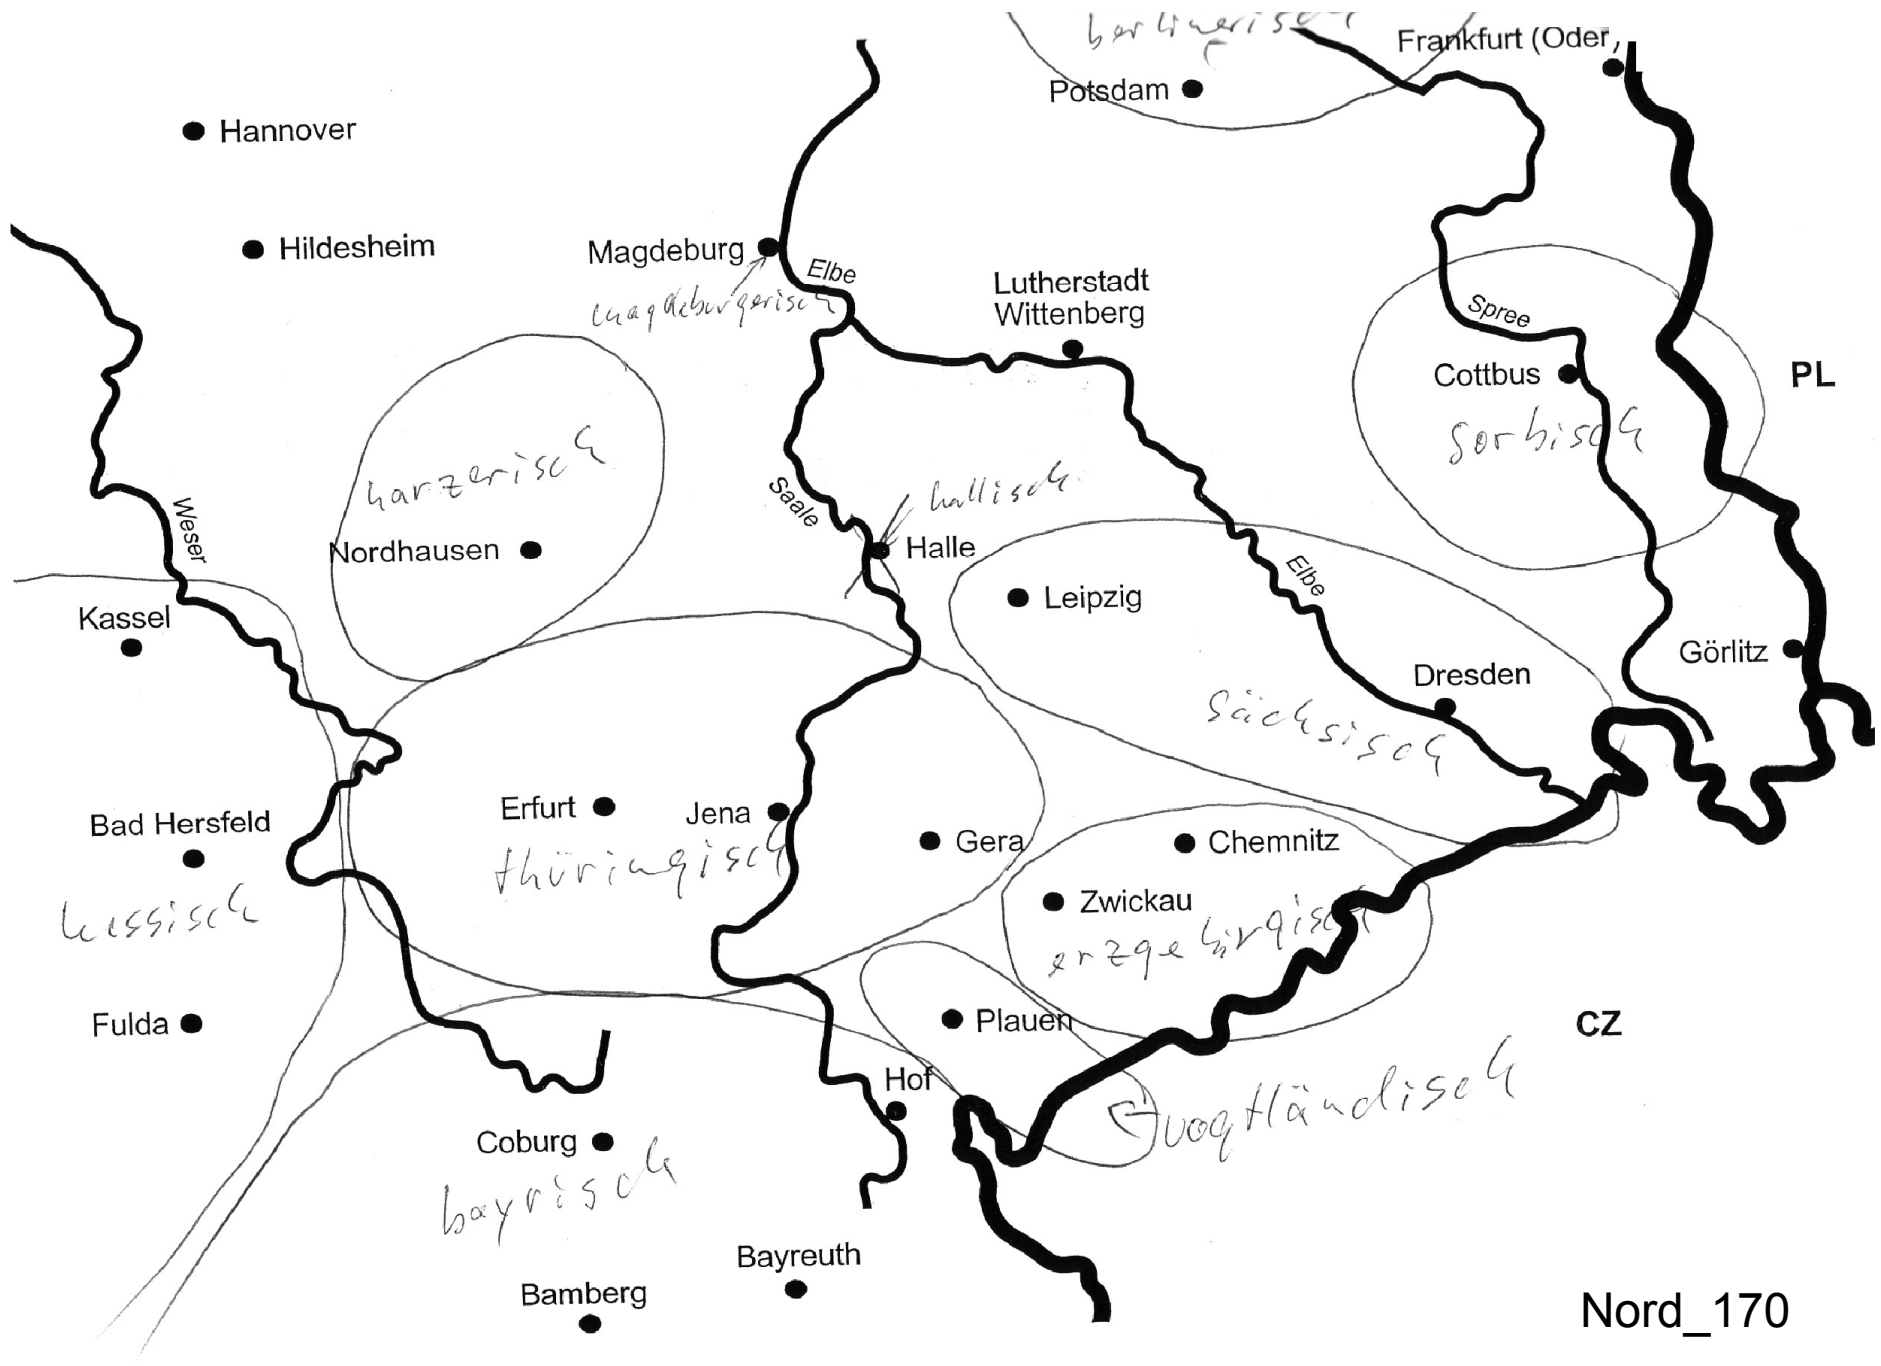 berlinerisch
Frankfurt (Oder,
Potsdam
Hannover
Hildesheim
Magdeburg
Elbe
magdeburgerisch
Lutherstadt
Wittenberg
Spree
Cottbus
PL
sorbisch
harzerisch
Saale
hallisch
Weser
Nordhausen
Halle
Elbe
Leipzig
Kassel
Görlitz
Dresden
sächsisch
Erfurt
Jena
Bad Hersfeld
Gera
Chemnitz
thüringisch
Zwickau
hessisch
erzgebirgisch
Fulda
Plauen
CZ
Hof
vogtländisch
Coburg
bayrisch
Bayreuth
Bamberg
Nord_170